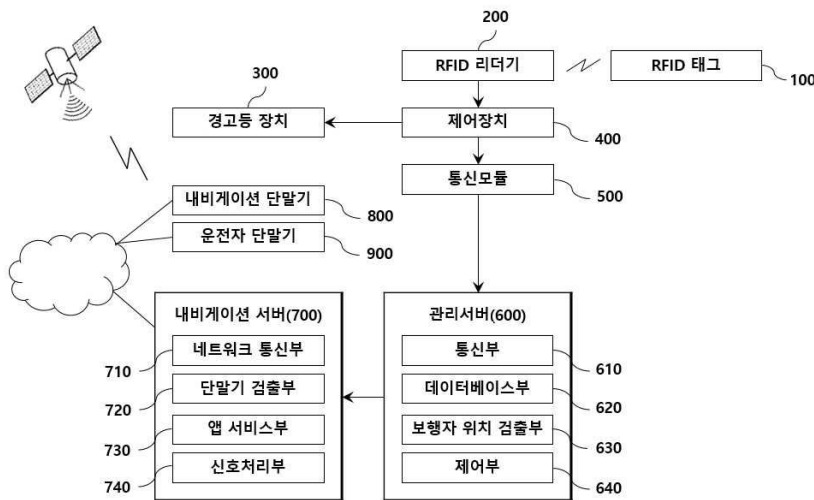 200
RFID 리더기
RFID 태그
100
300
경고등 장치
제어장치
400
통신모듈
500
내비게이션 단말기
800
운전자 단말기
900
내비게이션 서버(700)
네트워크 통신부
710
단말기 검출부
720
앱 서비스부
730
신호처리부
740
관리서버(600)
통신부
610
데이터베이스부
620
보행자 위치 검출부
630
제어부
640